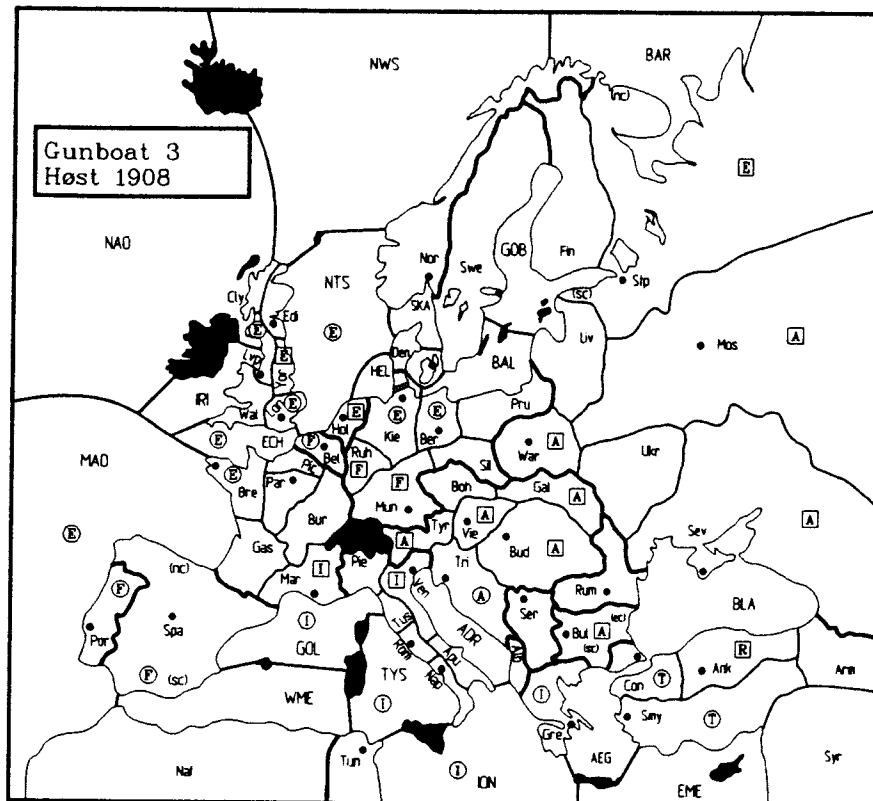 Gunboat 3
Høst 1908
NWS
BAR
(nc)
E
NAO
NTS
Nor
Swe
GOB
Fin
Stp
(sc)
Cly
E
Edi
E
SKA
Liv
Mos
A
Lvp
E
Yor
Den
HEL
BAL
IRI
Wal
Lon
E
Hol
E
Kie
E
Ber
E
Pru
War
A
Ukr
MAO
E
ECH
F
Bel
Ruh
F
Sil
E
Bre
Pic
Par
Mun
F
Boh
Gal
A
Bur
Tyr
Vie
A
Sev
A
E
Gas
A
Tri
Bud
A
F
(nc)
Mar
I
Pie
I
Ven
Rum
Por
Spa
I
GOL
Tus
ADR
A
Ser
BLA
Bul
A
(ec)
(sc)
R
(sc)
F
WME
TYS
Rom
Apu
Nap
Alb
Con
T
Ank
Arm
I
I
Gre
Smy
T
Naf
Tun
I
ION
AEG
EME
Syr